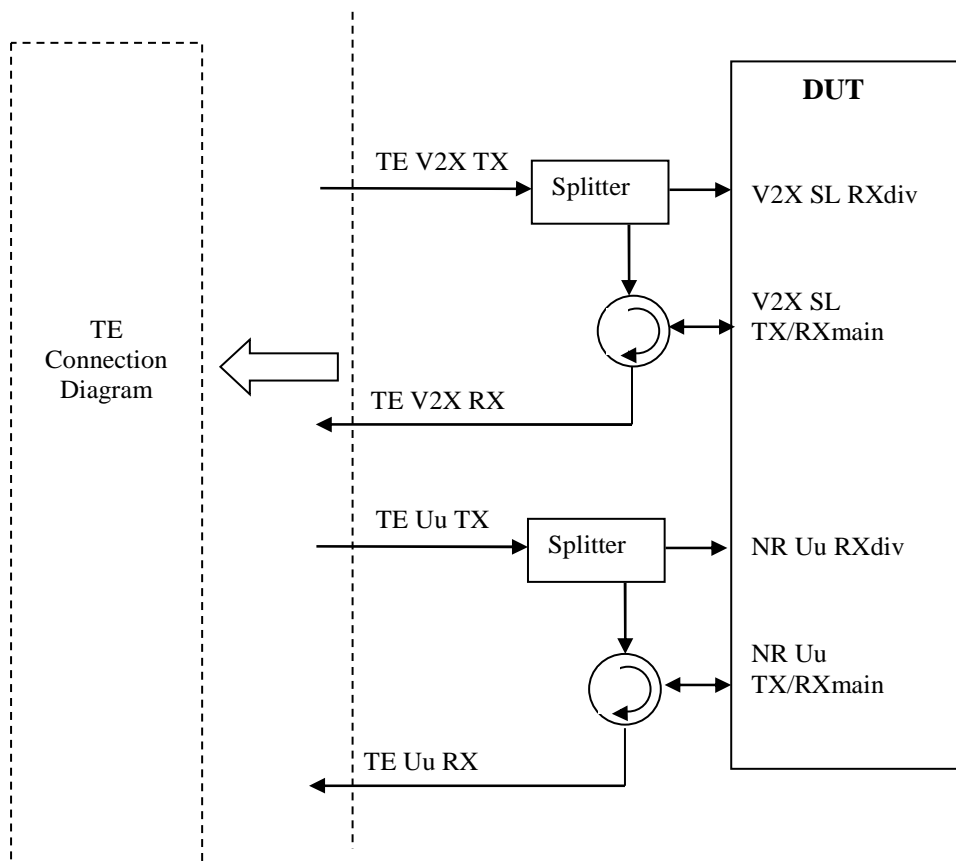 DUT
TE V2X TX
Splitter
V2X SL RXdiv
V2X SL
TX/RXmain
TE
Connection
Diagram
TE V2X RX
TE Uu TX
Splitter
NR Uu RXdiv
NR Uu
TX/RXmain
TE Uu RX